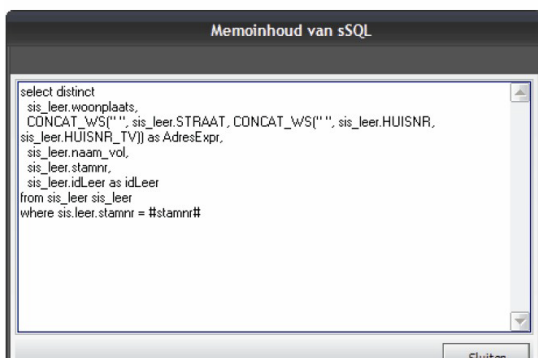 Memoinhoud van sSQL
select distinct
sis_leer.woonplaats,
CONCAT_WS(" ", sis_leer.STRAAT, CONCAT_WS(" ", sis_leer.HUISNR,
sis_leer.HUISNR_TV)) as AdresExpr,
sis_leer.naam_vol,
sis_leer.stamnr,
sis_leer.idLeer as idLeer
from sis_leer sis_leer
where sis.leer.stamnr = #stamnr#
Sluiten